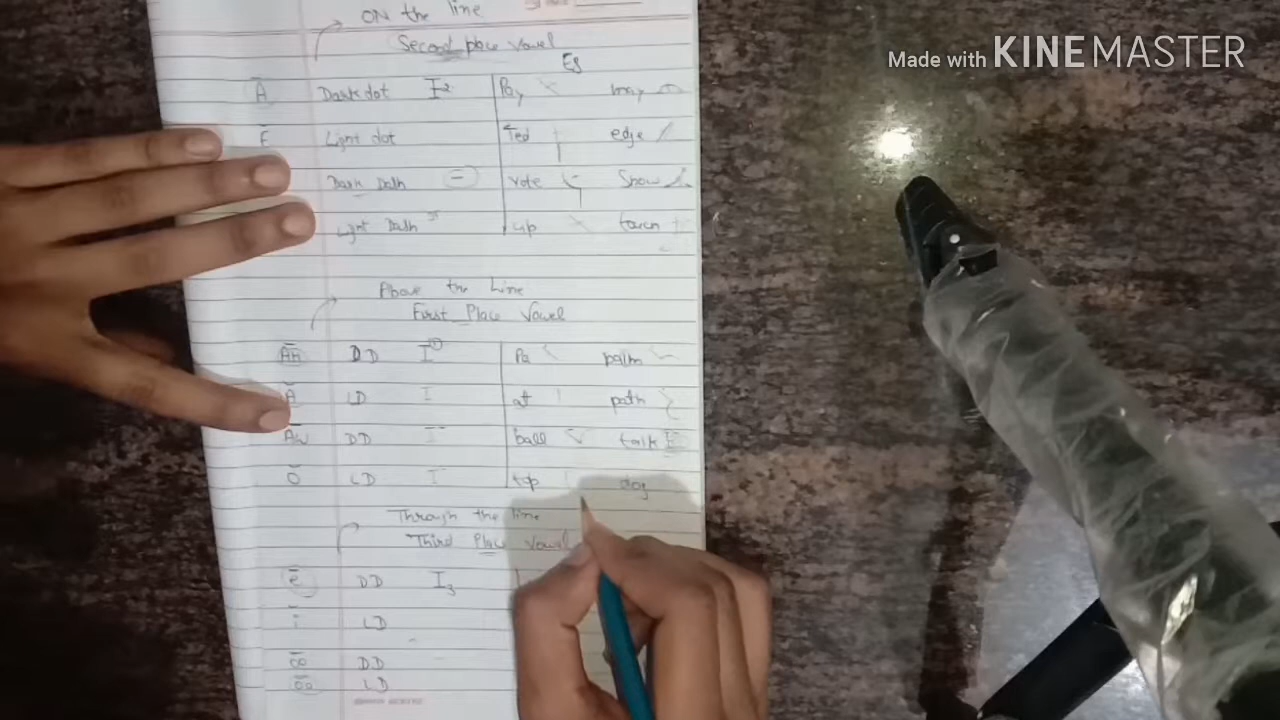 ON the line
Second place vowel
Eg
Made with KINEMASTER
Ā Dark dot Pay may
Light dot Ted edge
Dark Dash vote Show
Light Dash up
Above the Line
First Place Vowel
Ah DD Pa palm
LD at path
Aw DD ball talk
LD top dog
Through the line
Third Place Vowel
ē DD 3
LD
DD
LD